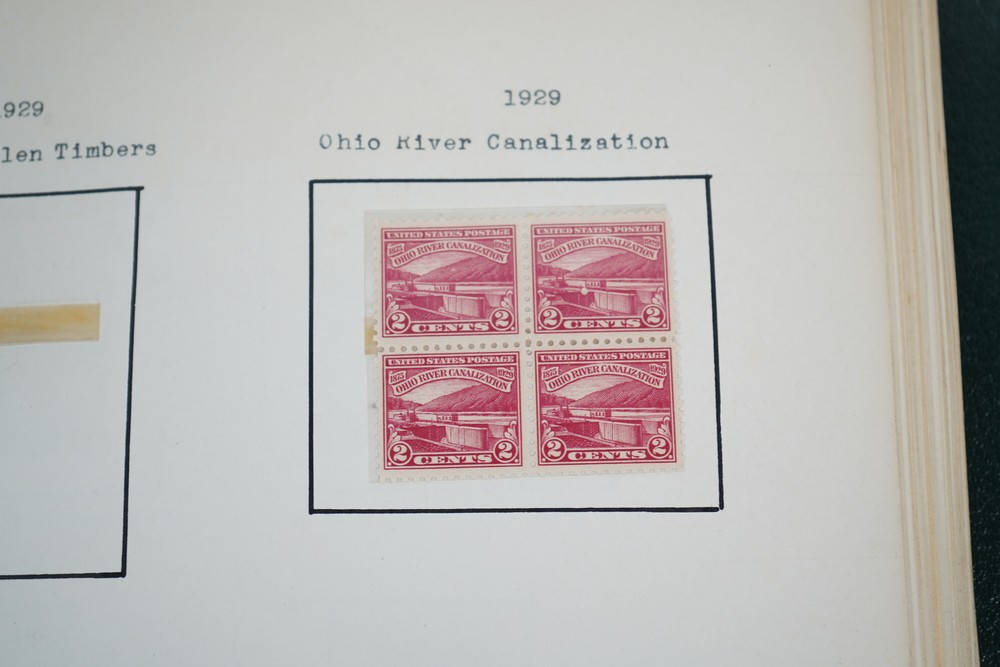 1929
len Timbers
1929
Ohio River Canalization
UNITED STATES POSTAGE
1875 1929
OHIO RIVER CANALIZATION
2 CENTS 2
UNITED STATES POSTAGE
1875 1929
OHIO RIVER CANALIZATION
2 CENTS 2
UNITED STATES POSTAGE
1875 1929
OHIO RIVER CANALIZATION
2 CENTS 2
UNITED STATES POSTAGE
1875 1929
OHIO RIVER CANALIZATION
2 CENTS 2